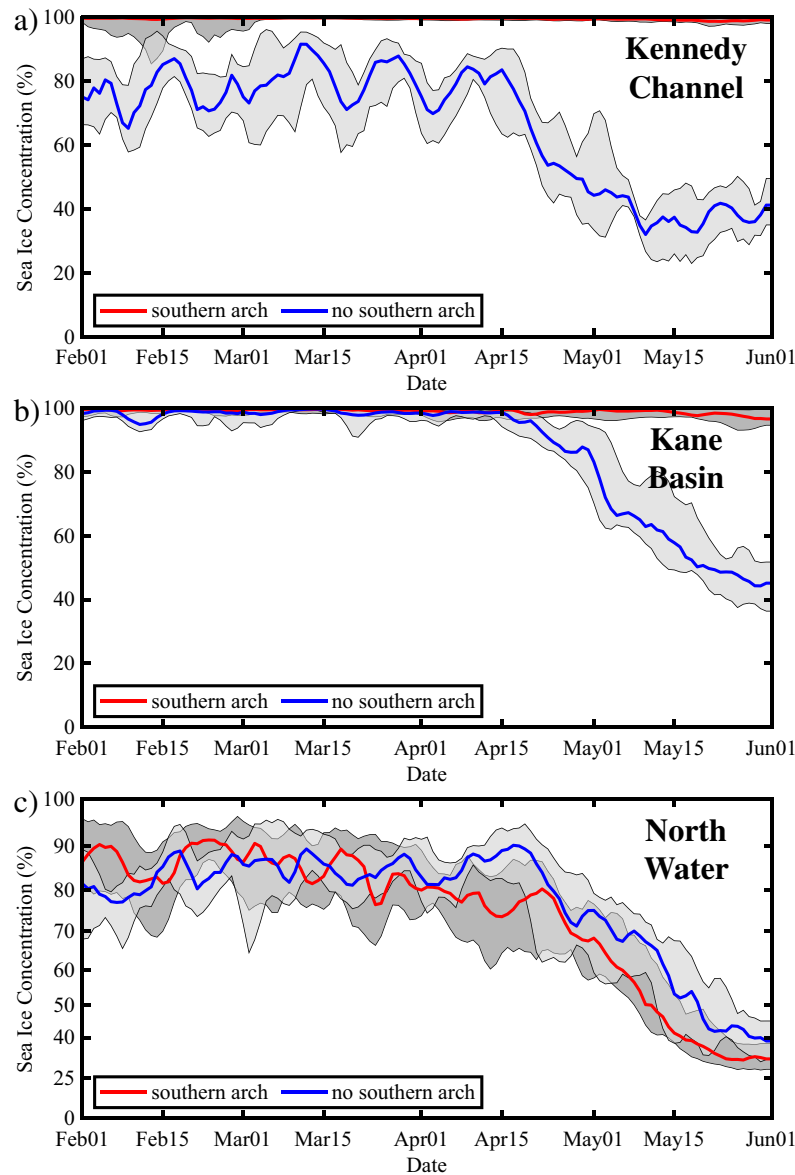 a)
Kennedy
Channel
Sea Ice Concentration (%)
100
80
60
40
20
0
southern arch no southern arch
Feb01 Feb15 Mar01 Mar15 Apr01 Apr15 May01 May15 Jun01
Date
b)
Kane
Basin
Sea Ice Concentration (%)
100
80
60
40
20
0
southern arch no southern arch
Feb01 Feb15 Mar01 Mar15 Apr01 Apr15 May01 May15 Jun01
Date
c)
North
Water
Sea Ice Concentration (%)
100
90
80
70
60
50
40
25
0
southern arch no southern arch
Feb01 Feb15 Mar01 Mar15 Apr01 Apr15 May01 May15 Jun01
Date